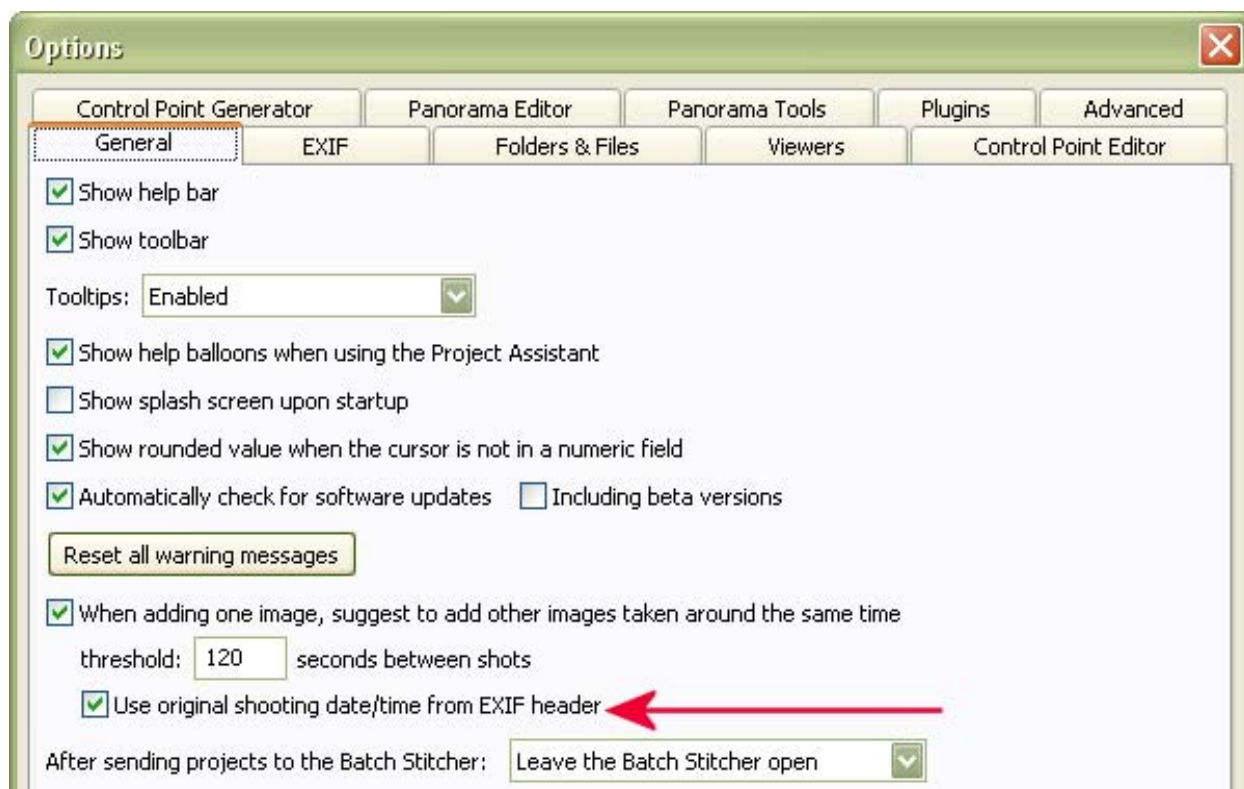 Options
Control Point Generator Panorama Editor Panorama Tools Plugins Advanced
General EXIF Folders & Files Viewers Control Point Editor
Show help bar
Show toolbar
Tooltips: Enabled
Show help balloons when using the Project Assistant
Show splash screen upon startup
Show rounded value when the cursor is not in a numeric field
Automatically check for software updates Including beta versions
Reset all warning messages
When adding one image, suggest to add other images taken around the same time
threshold: 120 seconds between shots
Use original shooting date/time from EXIF header
After sending projects to the Batch Stitcher: Leave the Batch Stitcher open